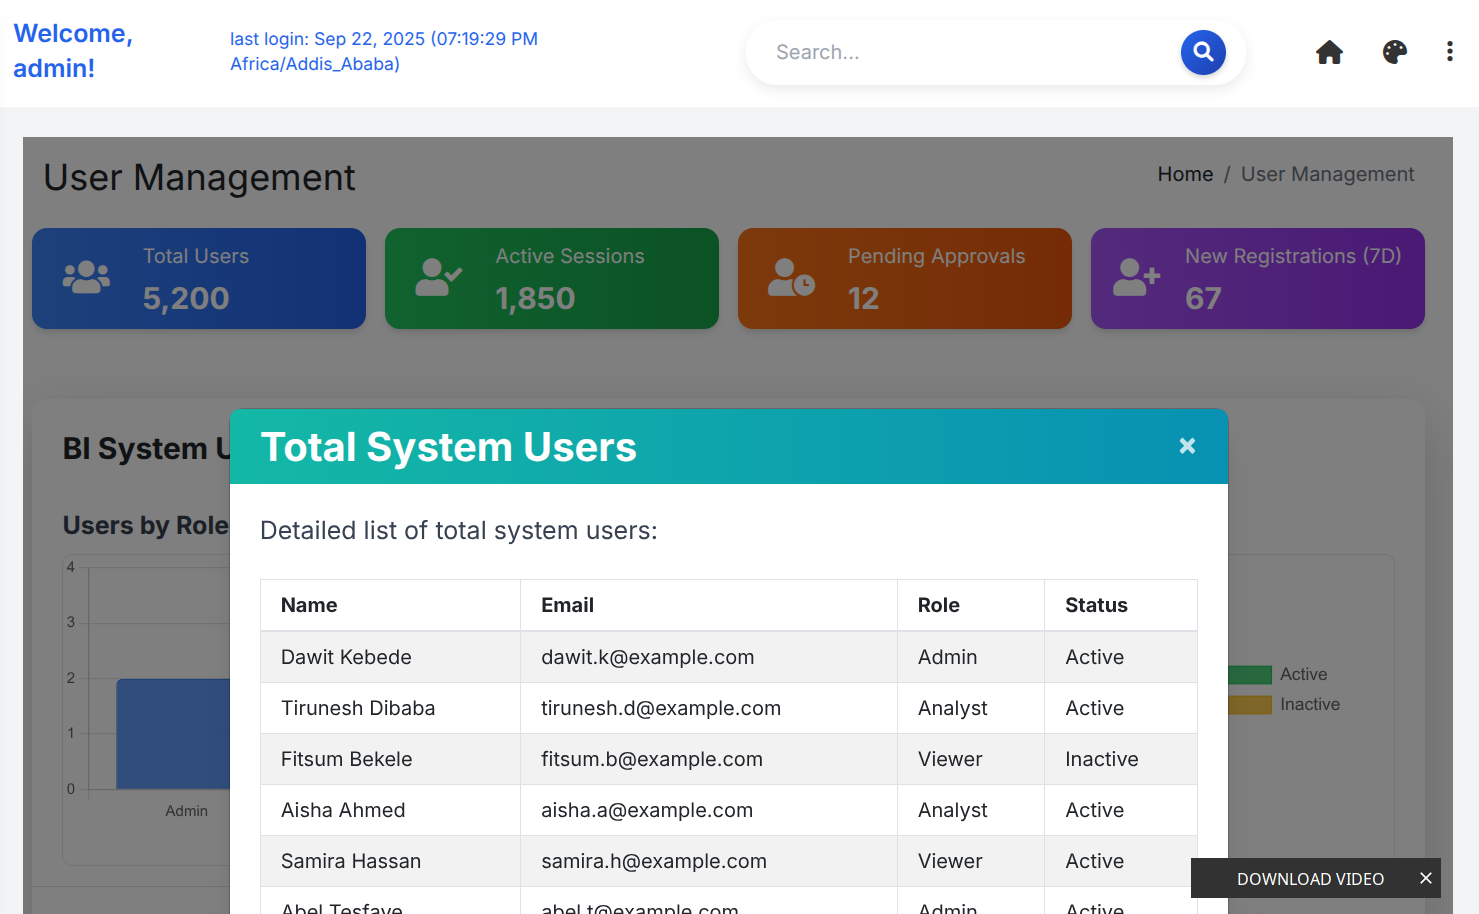 Welcome,
admin!
last login: Sep 22, 2025 (07:19:29 PM
Africa/Addis_Ababa)
Search...
User Management
Home / User Management
Total Users
5,200
Active Sessions
1,850
Pending Approvals
12
New Registrations (7D)
67
BI System U
Users by Role
4
3
2
1
0
Admin
Active
Inactive
Total System Users
×
Detailed list of total system users:
Name Email Role Status
Dawit Kebede dawit.k@example.com Admin Active
Tirunesh Dibaba tirunesh.d@example.com Analyst Active
Fitsum Bekele fitsum.b@example.com Viewer Inactive
Aisha Ahmed aisha.a@example.com Analyst Active
Samira Hassan samira.h@example.com Viewer Active
Abel Tesfaye abel.t@example.com Admin Active
DOWNLOAD VIDEO